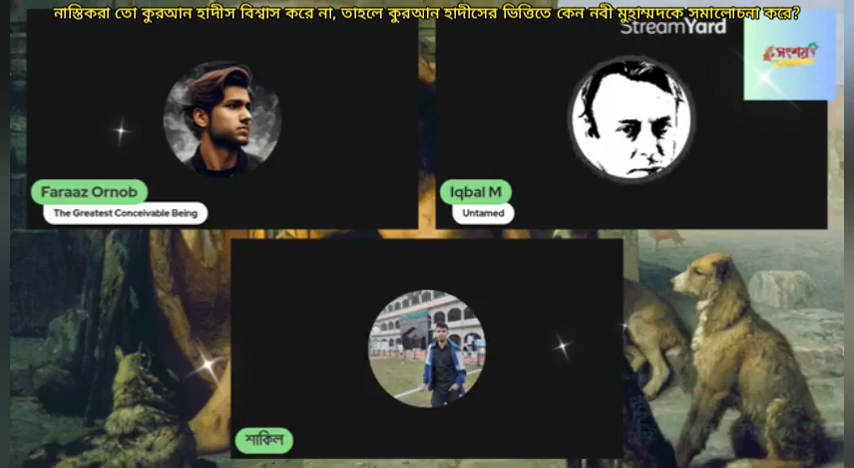 নাস্তিকরা তো কুরআন হাদীস বিশ্বাস করে না, তাহলে কুরআন হাদীসের ভিত্তিতে কেন নবী মুহাম্মদকে সমালোচনা করে?
StreamYard
সংশয়
Faraaz Ornob
The Greatest Conceivable Being
Iqbal M
Untamed
শাকিল